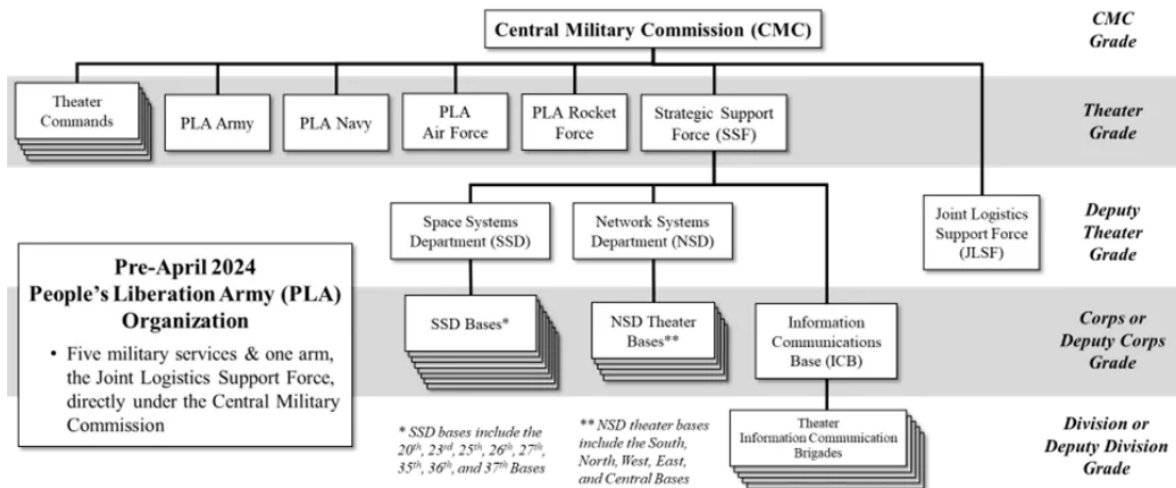 Central Military Commission (CMC)
CMC
Grade
Theater
Commands
PLA Army
PLA Navy
PLA
Air Force
PLA Rocket
Force
Strategic Support
Force (SSF)
Theater
Grade
Space Systems
Department (SSD)
Network Systems
Department (NSD)
Joint Logistics
Support Force
(JLSF)
Deputy
Theater
Grade
Pre-April 2024
People's Liberation Army (PLA)
Organization
• Five military services & one arm,
the Joint Logistics Support Force,
directly under the Central Military
Commission
SSD Bases*
NSD Theater
Bases**
Information
Communications
Base (ICB)
Corps or
Deputy Corps
Grade
* SSD bases include the
20th, 23rd, 25th, 26th, 27th,
35th, 36th, and 37th Bases
** NSD theater bases
include the South,
North, West, East,
and Central Bases
Theater
Information Communication
Brigades
Division or
Deputy Division
Grade